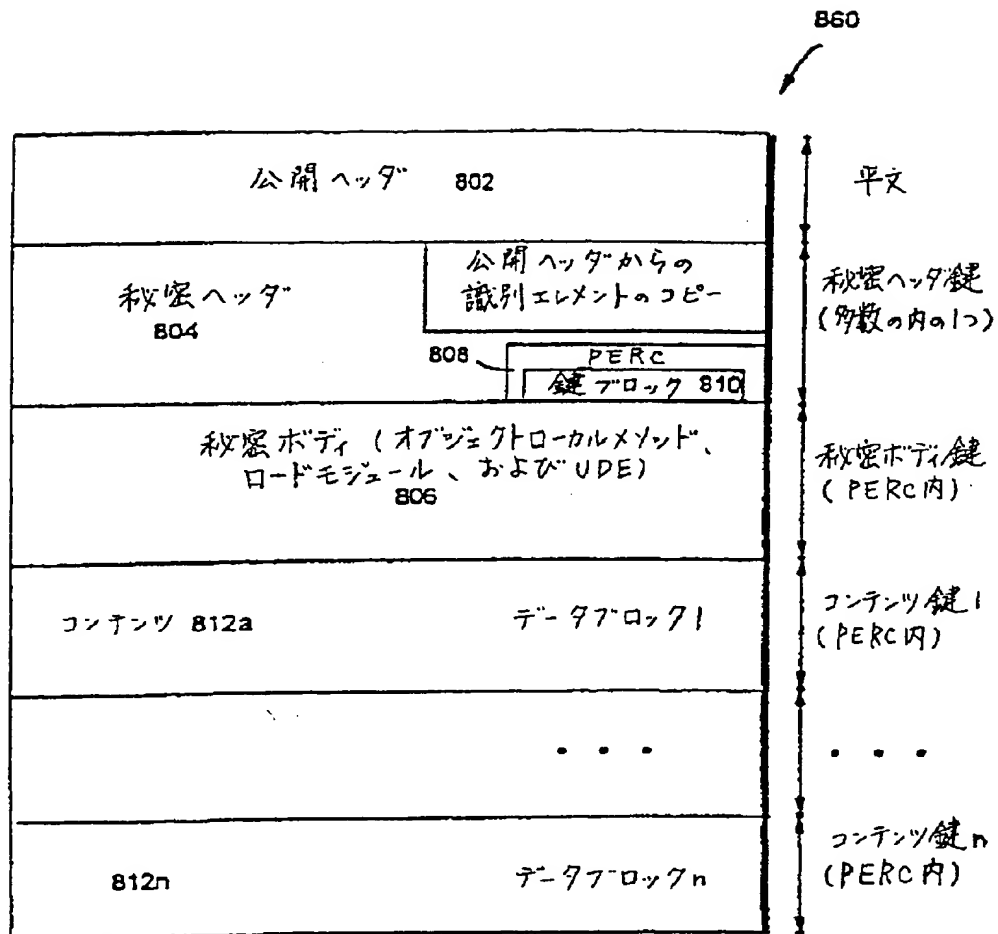 860
公開ヘッダ 802
平文
秘密ヘッダ
804
公開ヘッダからの
識別エレメントのコピー
秘密ヘッダ鍵
(多数の内の1つ)
808
PERC
鍵ブロック 810
秘密ボディ (オブジェクトローカルメソッド、
ロードモジュール、およびUDE)
806
秘密ボディ鍵
(PERC内)
コンテンツ 812a
データブロック1
コンテンツ鍵1
(PERC内)
• • •
• • •
812n
データブロックn
コンテンツ鍵n
(PERC内)